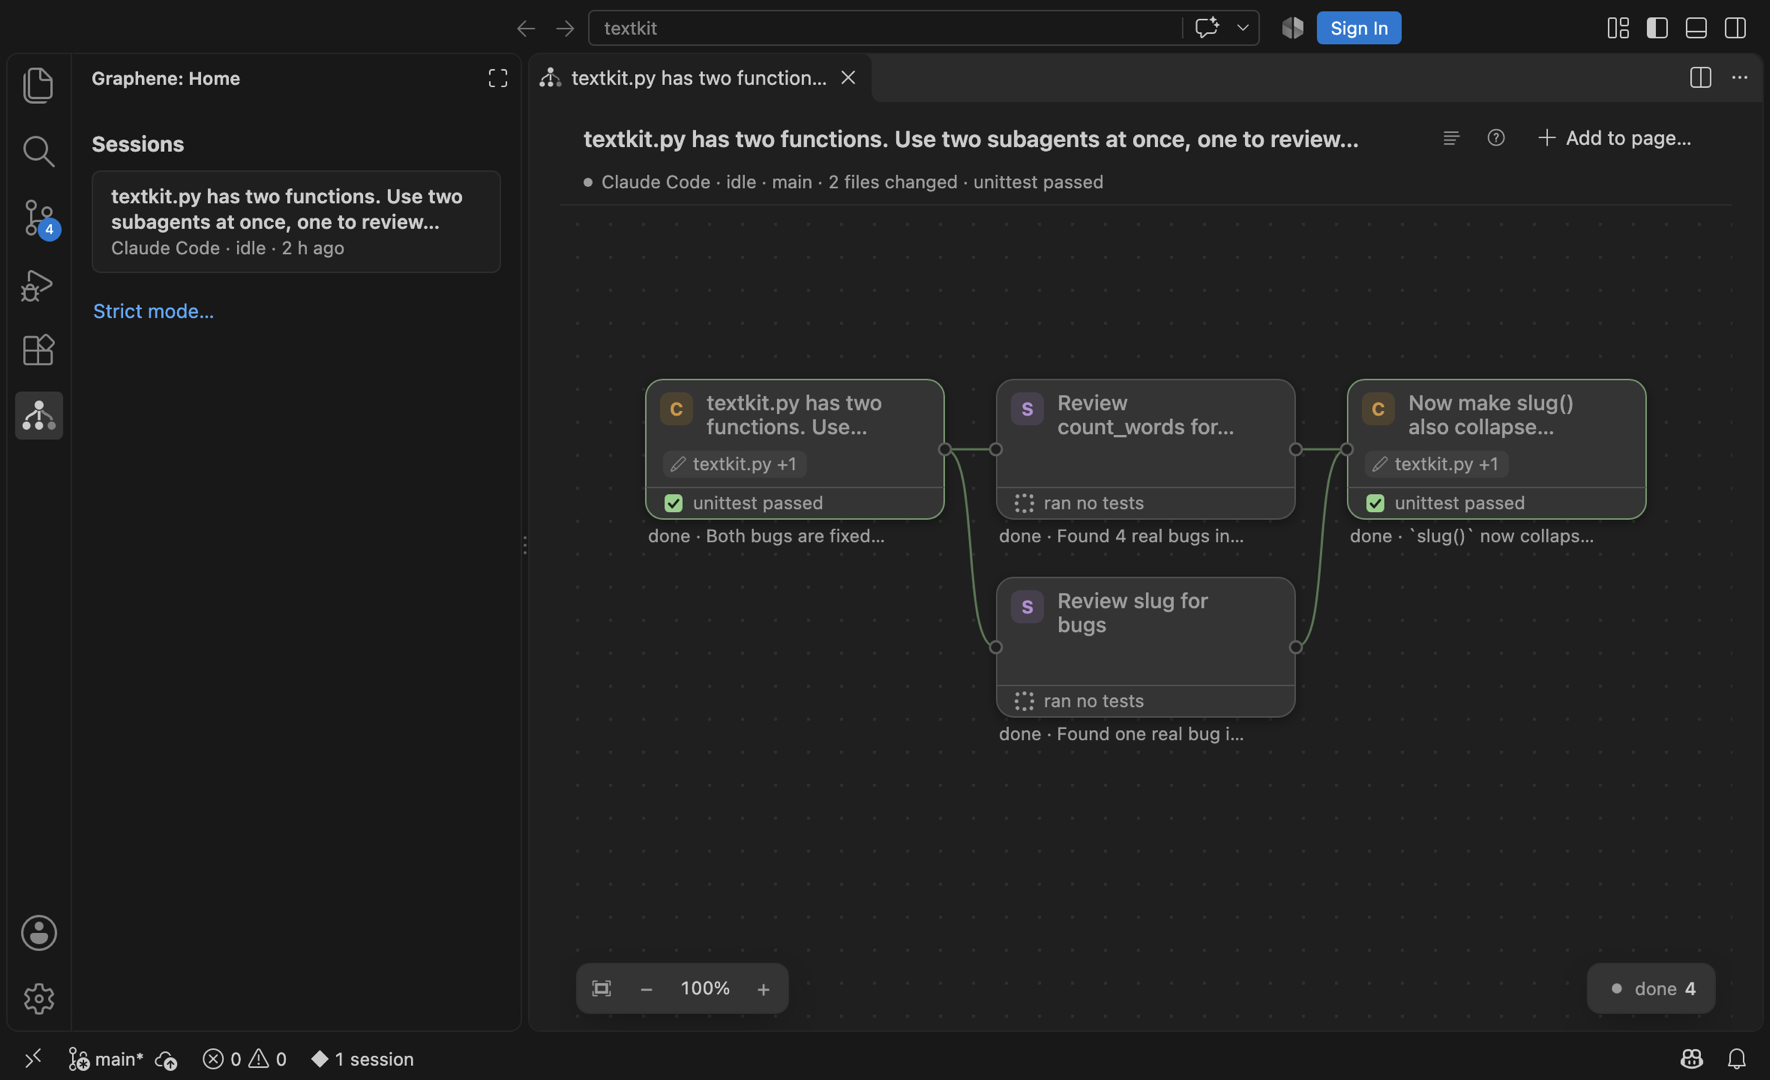 textkit
Sign In
Graphene: Home
textkit.py has two function...
Sessions
textkit.py has two functions. Use two
subagents at once, one to review...
Claude Code · idle · 2 h ago
Strict mode...
4
textkit.py has two functions. Use two subagents at once, one to review...
Add to page...
Claude Code · idle · main · 2 files changed · unittest passed
C
textkit.py has two
functions. Use...
textkit.py +1
unittest passed
done · Both bugs are fixed...
S
Review
count_words for...
ran no tests
done · Found 4 real bugs in...
C
Now make slug()
also collapse...
textkit.py +1
unittest passed
done · `slug()` now collaps...
S
Review slug for
bugs
ran no tests
done · Found one real bug i...
100%
done 4
main*
0
0
1 session